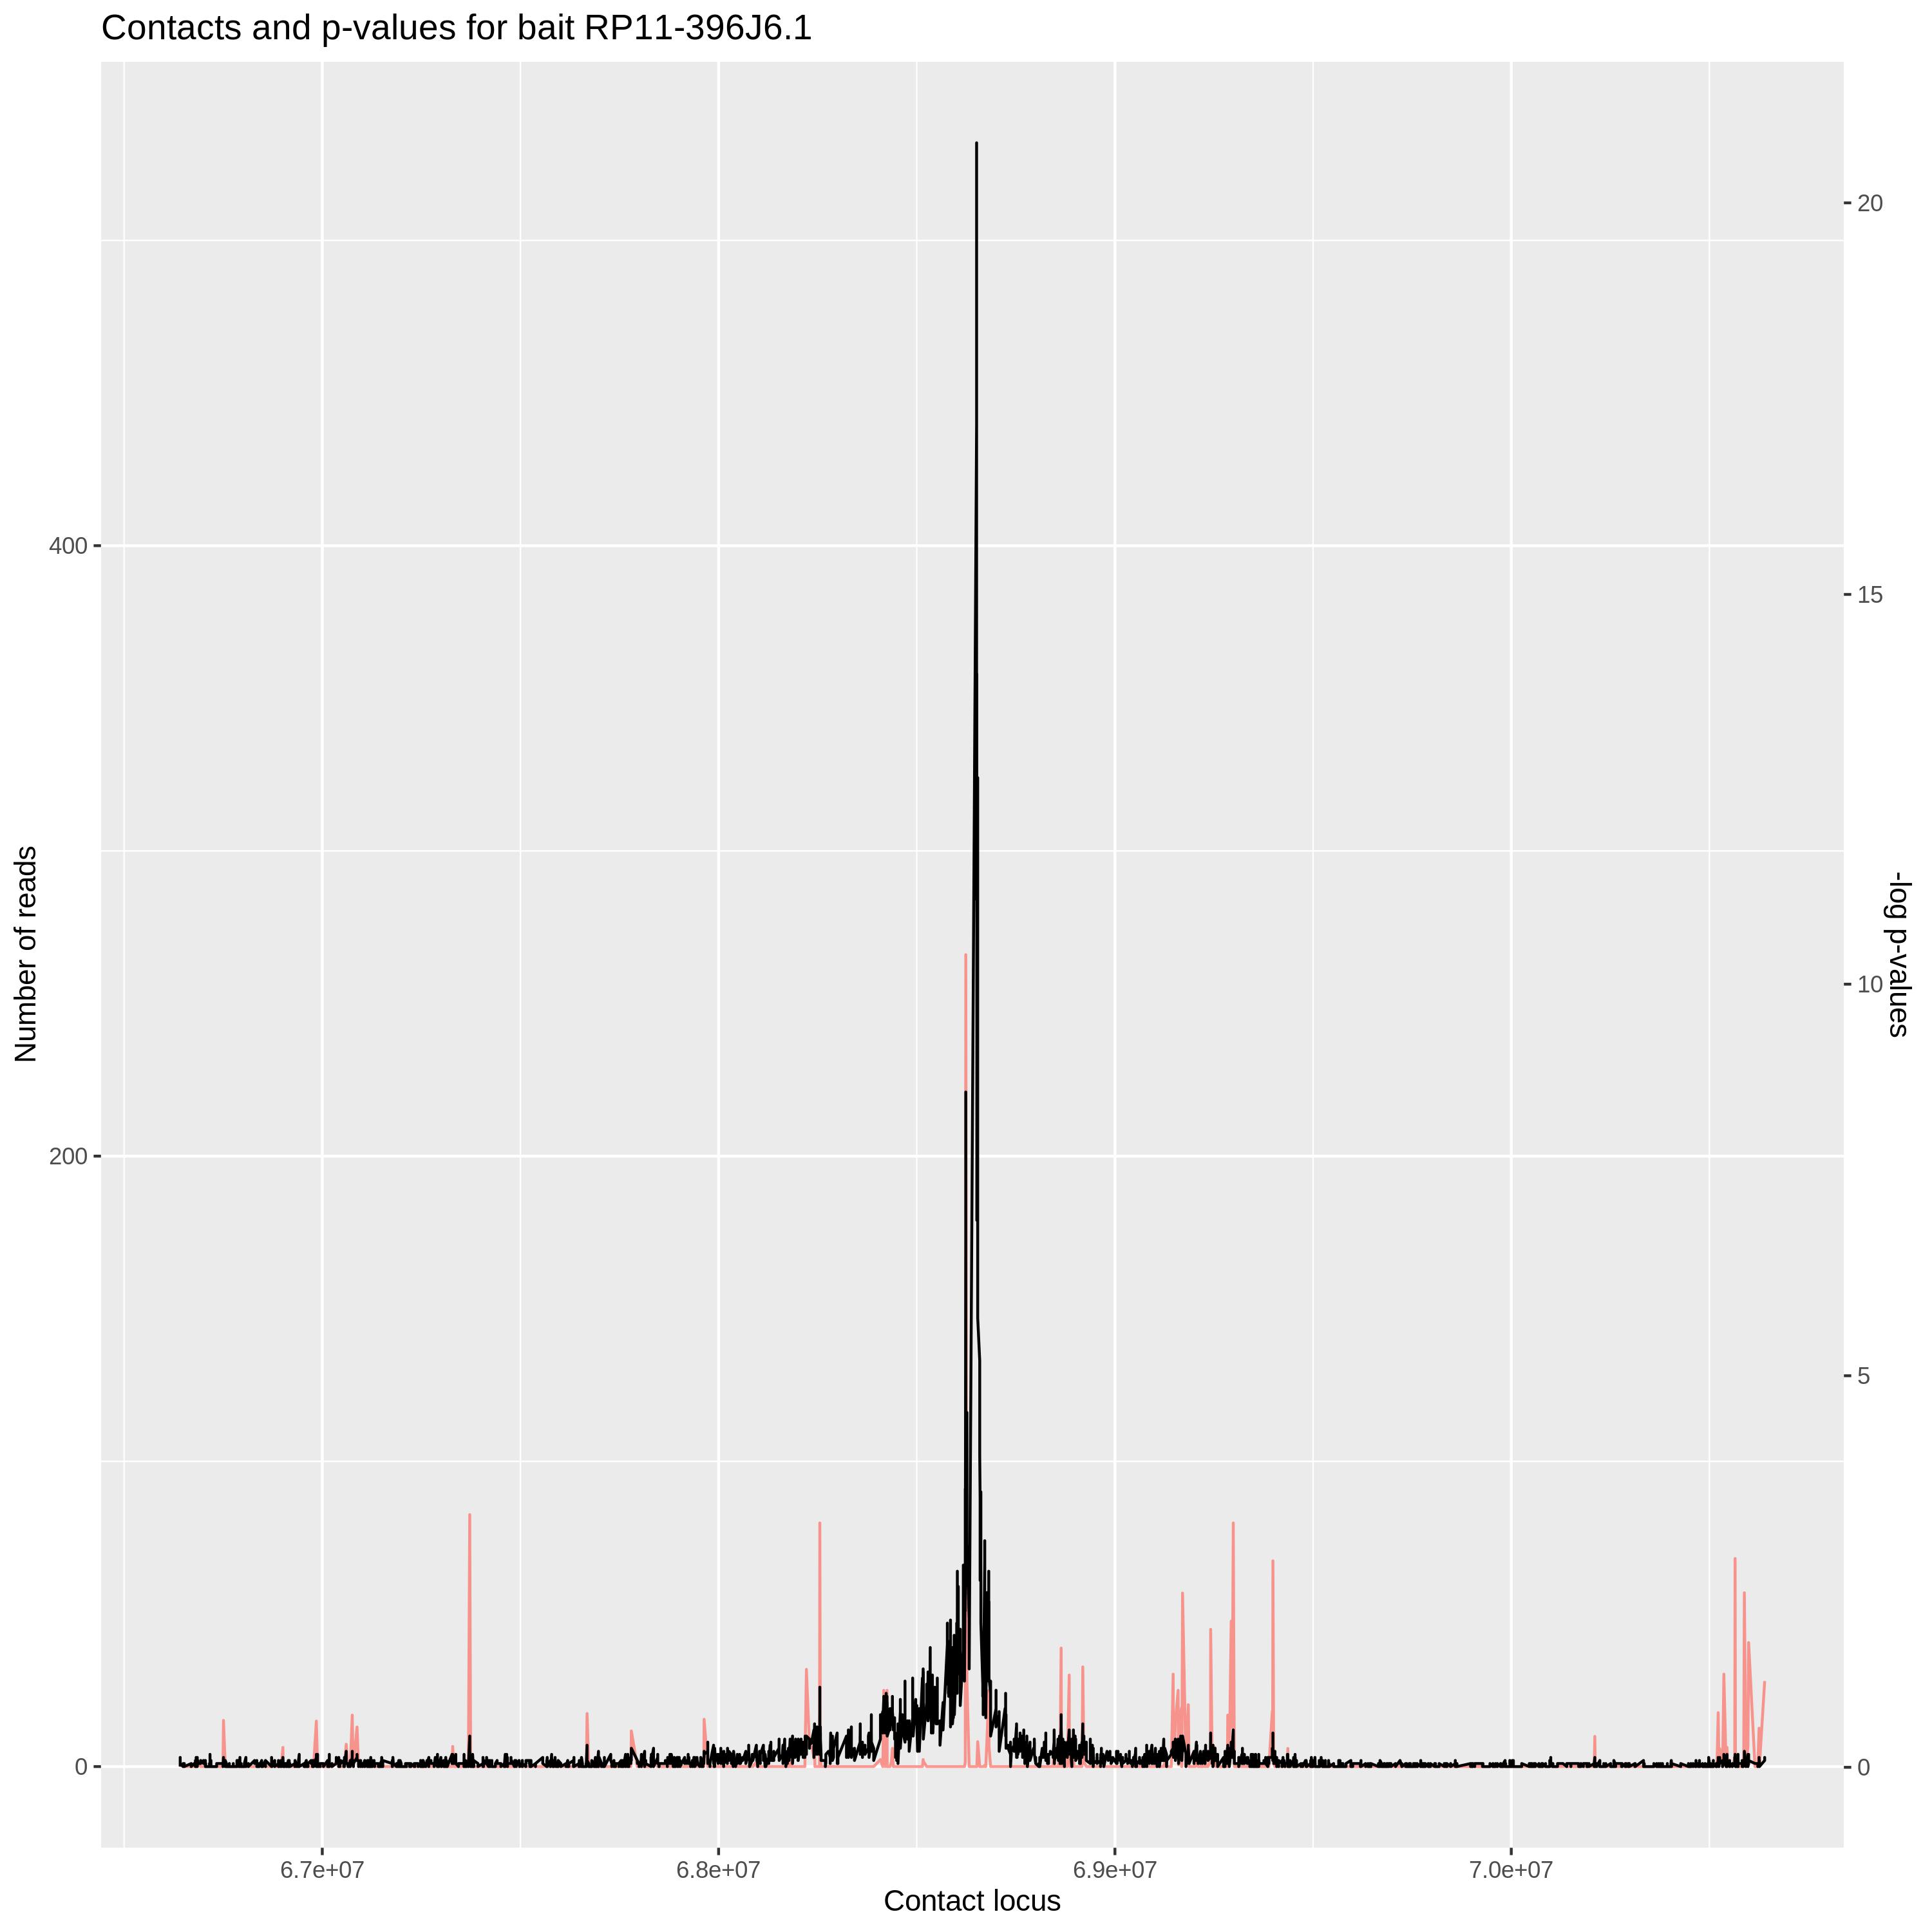 Contacts and p-values for bait RP11-396J6.1
Number of reads
400
200
0
20
15
10
5
0
-log p-values
6.7e+07
6.8e+07
6.9e+07
7.0e+07
Contact locus